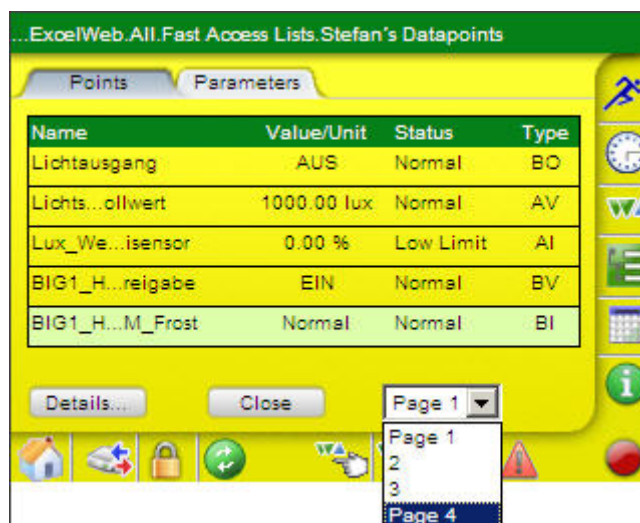 ...ExcelWeb.All.Fast Access Lists.Stefan's Datapoints
Points Parameters
Name Value/Unit Status Type
Lichtausgang AUS Normal BO
Lichts...ollwert 1000.00 lux Normal AV
Lux_We...isensor 0.00 % Low Limit AI
BIG1_H...reigabe EIN Normal BV
BIG1_H...M_Frost Normal Normal BI
Details... Close Page 1
Page 1
2
3
Page 4